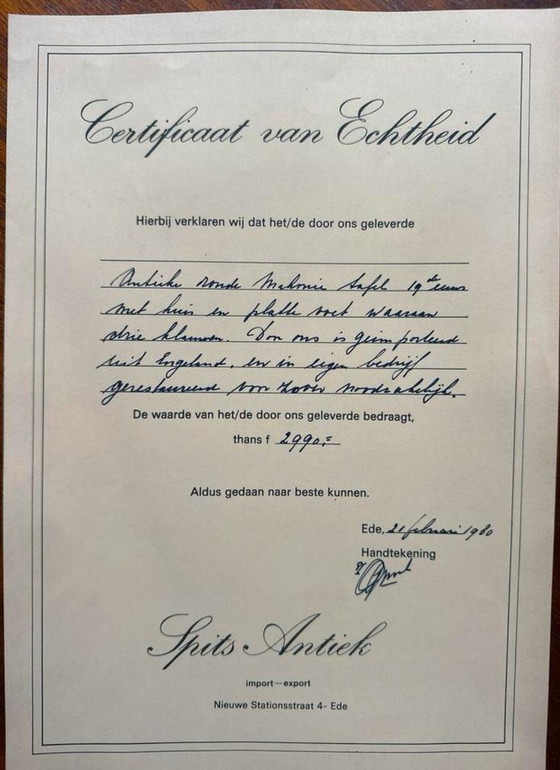 Certificaat van Echtheid
Hierbij verklaren wij dat het/de door ons geleverde
Antieke ronde Mahonie tafel 19de eeuw
met huis en platte voet waaraan
drie klauwen. Door ons is geïmporteerd
uit Engeland, en in eigen bedrijf
gerestaureerd voor zover noodzakelijk.
De waarde van het/de door ons geleverde bedraagt,
thans f 2990,=
Aldus gedaan naar beste kunnen.
Ede, 21 februari 1980
Handtekening
Spits Antiek
import—export
Nieuwe Stationsstraat 4- Ede